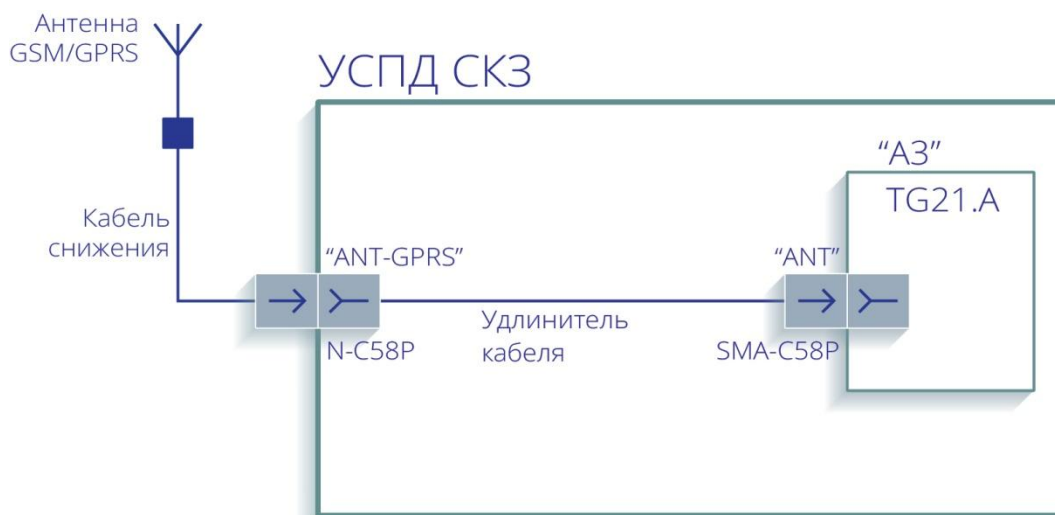 Антенна
GSM/GPRS
УСПД СКЗ
“А3”
TG21.A
Кабель
снижения
“ANT-GPRS”
“ANT”
Удлинитель
кабеля
N-C58P
SMA-C58P